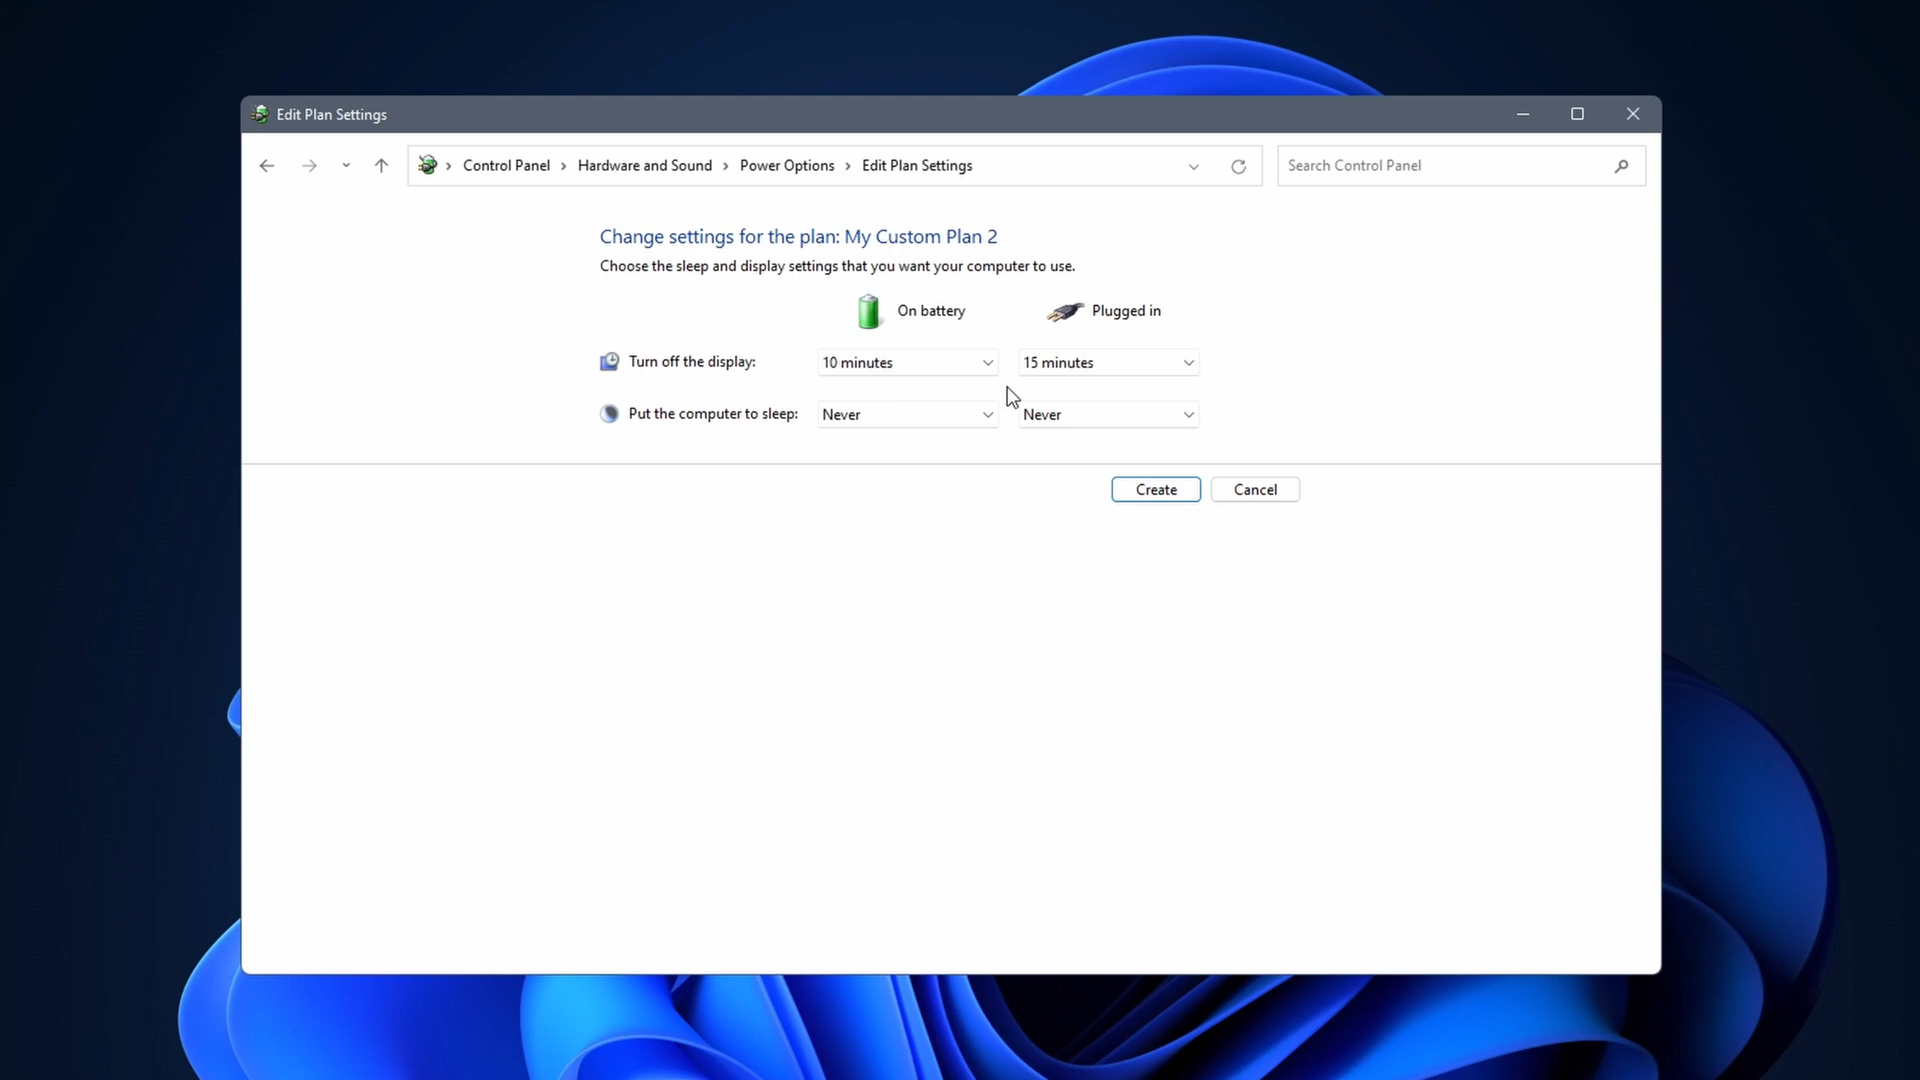 Edit Plan Settings
Control Panel > Hardware and Sound > Power Options > Edit Plan Settings
Search Control Panel
Change settings for the plan: My Custom Plan 2
Choose the sleep and display settings that you want your computer to use.
On battery Plugged in
Turn off the display: 10 minutes 15 minutes
Put the computer to sleep: Never Never
Create Cancel